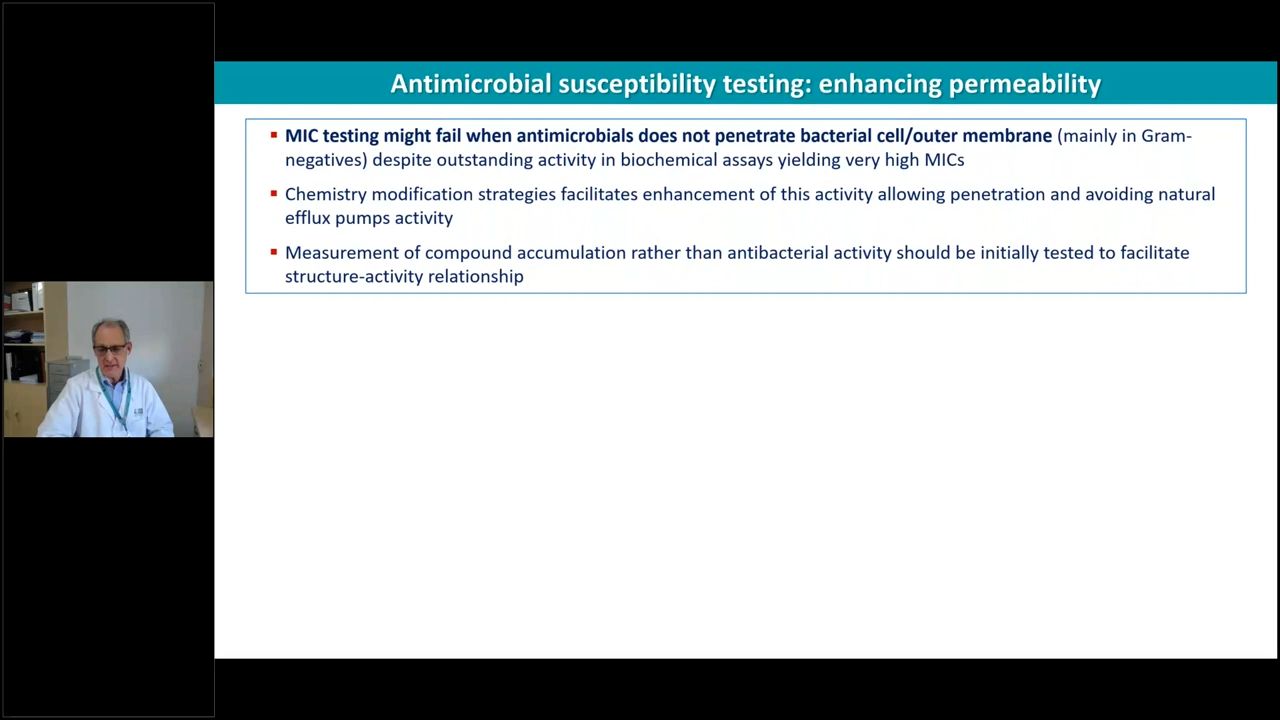 Antimicrobial susceptibility testing: enhancing permeability
MIC testing might fail when antimicrobials does not penetrate bacterial cell/outer membrane (mainly in Gram-
negatives) despite outstanding activity in biochemical assays yielding very high MICs
Chemistry modification strategies facilitates enhancement of this activity allowing penetration and avoiding natural
efflux pumps activity
Measurement of compound accumulation rather than antibacterial activity should be initially tested to facilitate
structure-activity relationship